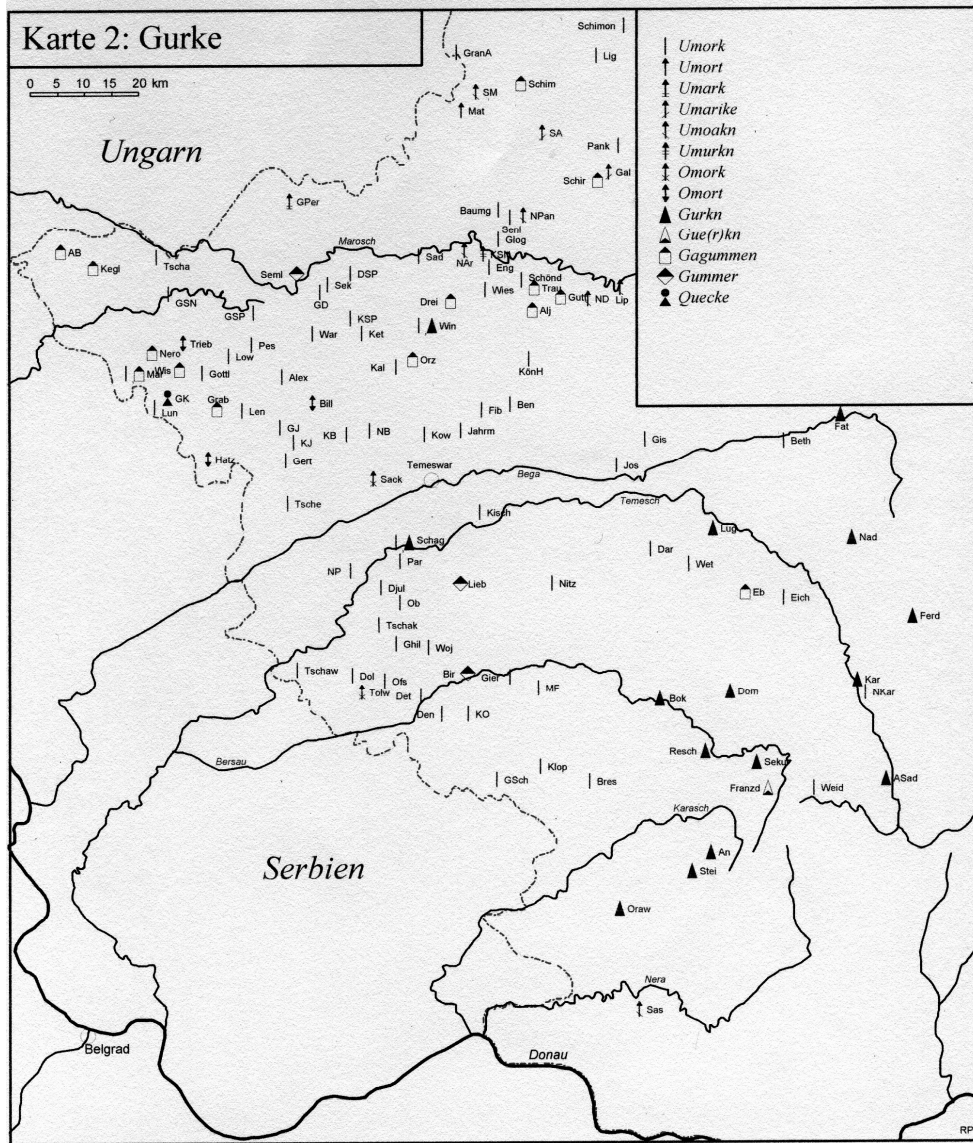 Karte 2: Gurke
0 5 10 15 20 km
Umork
Umort
Umark
Umarike
Umoakn
Umurkn
Omork
Omort
Gurkn
Gue(r)kn
Gagummen
Gummer
Quecke
Schimon
GranA
Lig
SM
Schim
Mat
SA
Ungarn
Pank
Gal
Schir
GPer
Baumg
NPan
Glog
Marosch
AB
Kegl
Tscha
Seml
DSP
Sad
NAr
KSN
Eng
Sek
GD
Schönd
Trau
Wies
Gutt
ND
Lip
GSN
GSP
Drei
Alj
KSP
Win
War
Ket
Trieb
Pes
Nero
Low
Orz
KönH
Mar
Wis
Gottl
Alex
Kal
GK
Grab
Lun
Len
Bill
Fib
Ben
GJ
KJ
KB
NB
Kow
Jahrm
Gis
Beth
Fat
Hatz
Gert
Temeswar
Bega
Jos
Sack
Tsche
Kisch
Temesch
Lug
Schag
Nad
Par
NP
Dar
Wet
Djul
Lieb
Nitz
Eb
Eich
Ob
Ferd
Tschak
Ghil
Woj
Tschaw
Dol
Ofs
Bir
Gier
MF
Kar
NKar
Tolw
Det
Bok
Dom
Den
KO
Resch
Seku
Bersau
Klop
GSch
Bres
Franzd
Weid
ASad
Karasch
An
Stei
Serbien
Oraw
Nera
Sas
Belgrad
Donau
RP